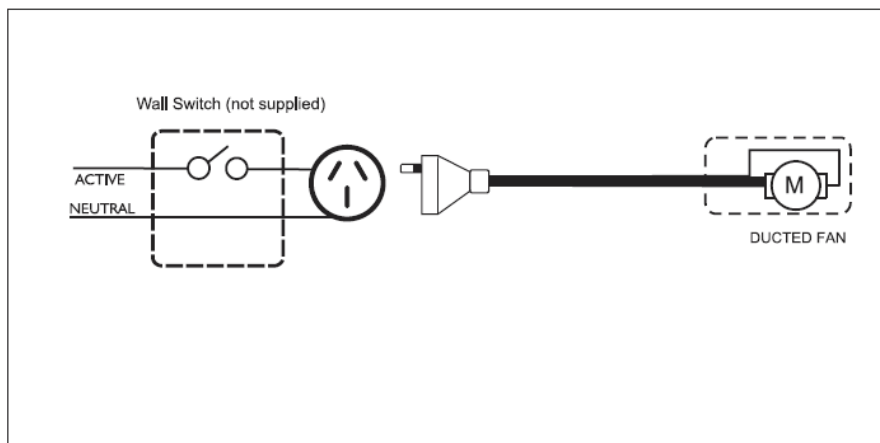 Wall Switch (not supplied)
ACTIVE
NEUTRAL
M
DUCTED FAN